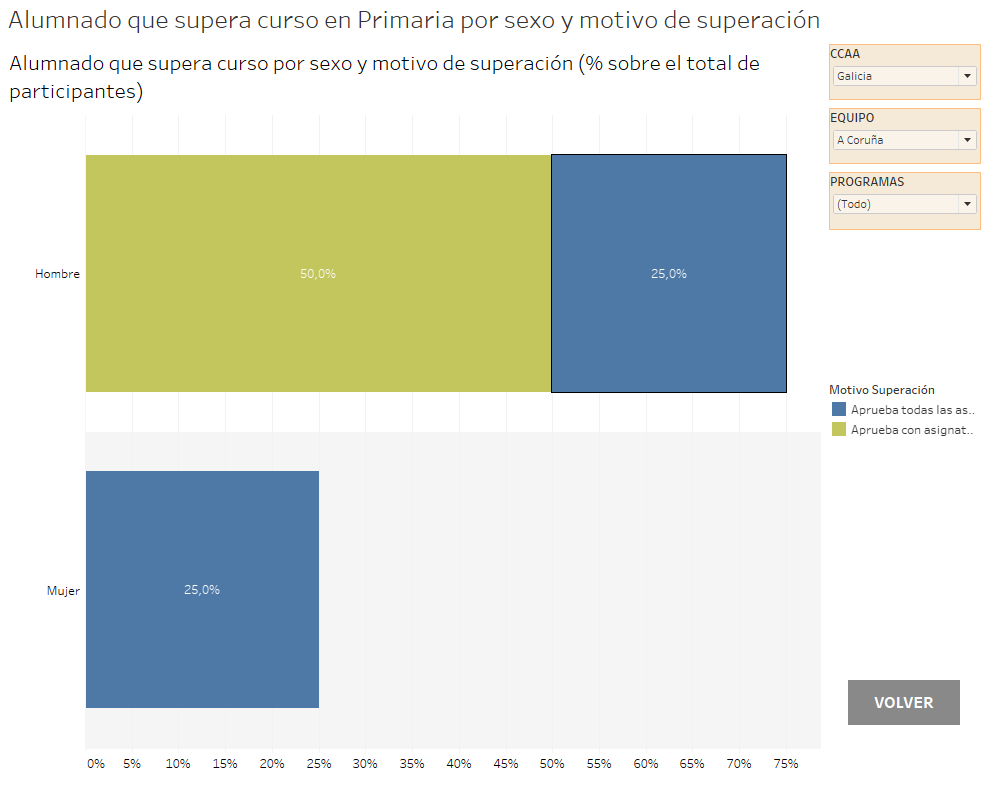 Alumnado que supera curso en Primaria por sexo y motivo de superación
Alumnado que supera curso por sexo y motivo de superación (% sobre el total de
participantes)
CCAA
Galicia
EQUIPO
A Coruña
PROGRAMAS
(Todo)
Hombre
50,0%
25,0%
Motivo Superación
Aprueba todas las as..
Aprueba con asignat..
Mujer
25,0%
VOLVER
0% 5% 10% 15% 20% 25% 30% 35% 40% 45% 50% 55% 60% 65% 70% 75%